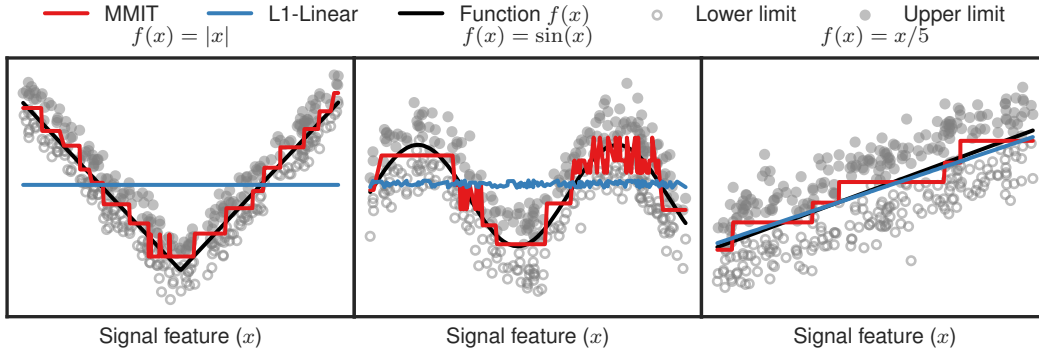 MMIT L1-Linear Function f(x) Lower limit Upper limit
f(x) = |x| f(x) = sin(x) f(x) = x/5
Signal feature (x) Signal feature (x) Signal feature (x)